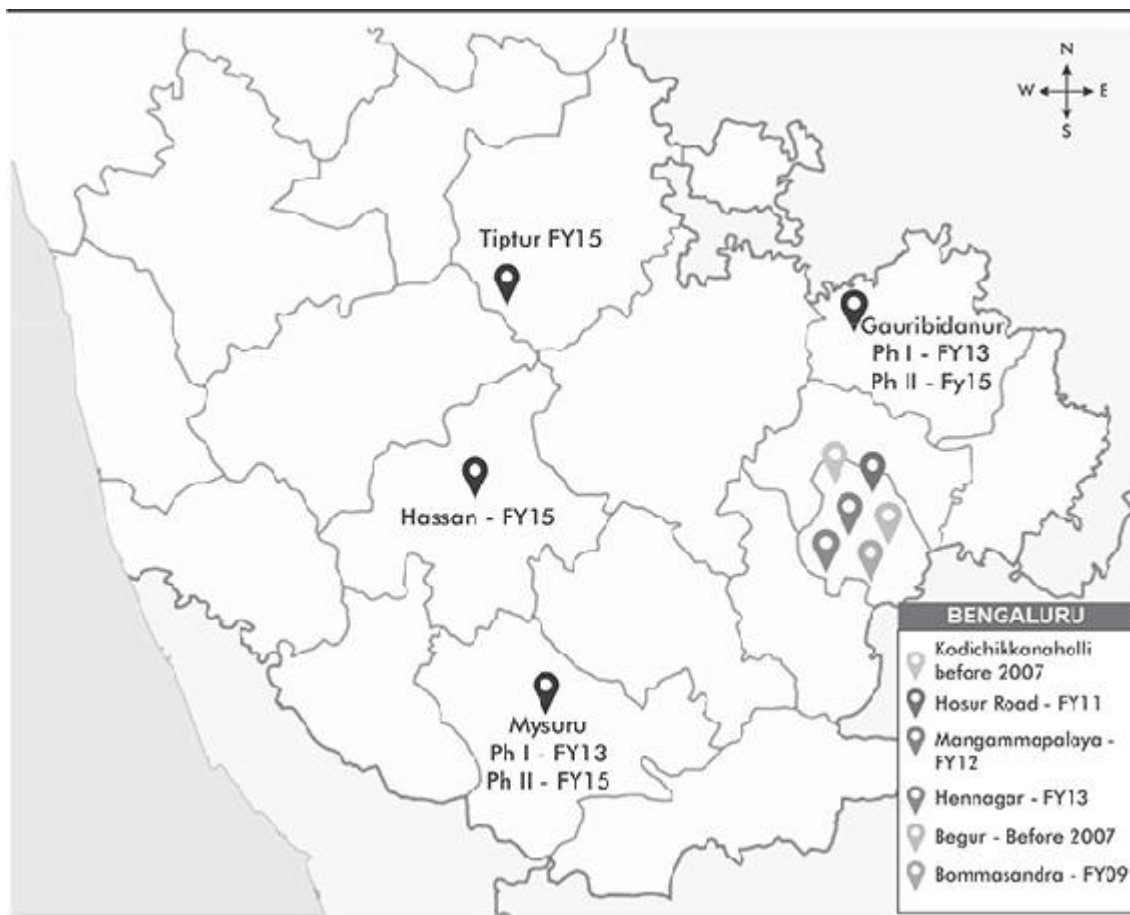 N
W E
S
Tiptur FY15
Gauribidanur
Ph I - FY13
Ph II - Fy15
Hassan - FY15
Mysuru
Ph I - FY13
Ph II - FY15
BENGALURU
Kodichikkanahalli
before 2007
Hosur Road - FY11
Mangammapalaya -
FY12
Hennagar - FY13
Begur - Before 2007
Bommasandra - FY09